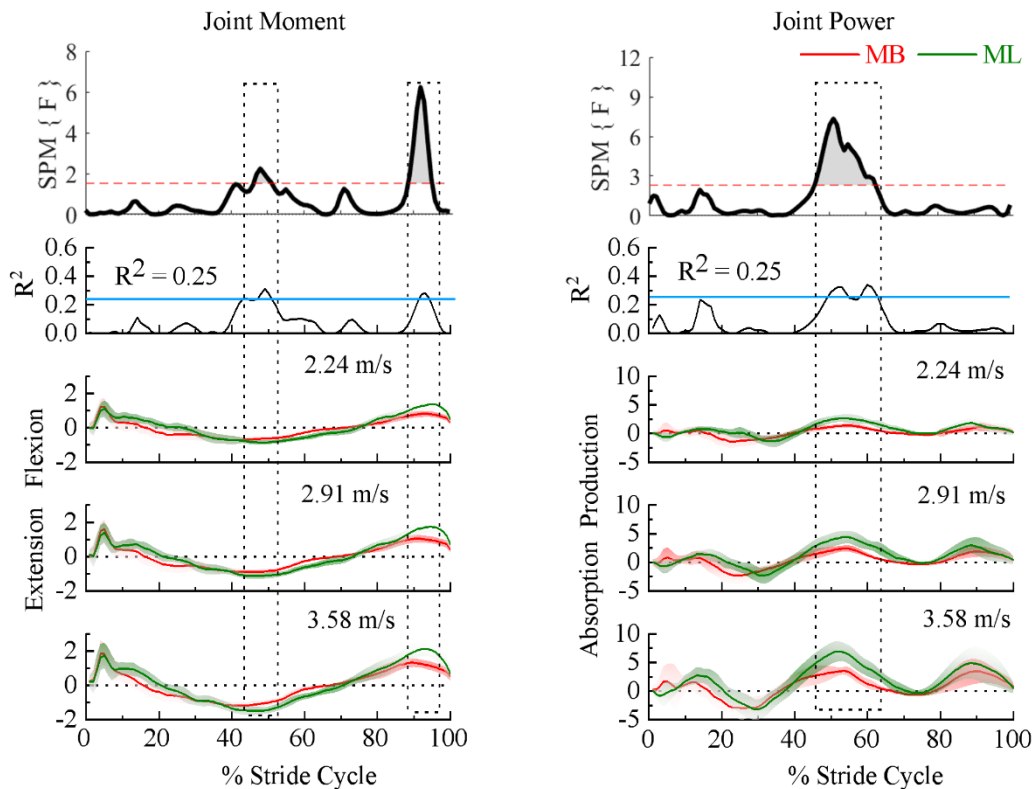 Joint Moment
SPM { F }
8
6
4
2
0
R²
0.6
0.4
0.2
0.0
R² = 0.25
2.24 m/s
2
0
-2
2.91 m/s
2
0
-2
3.58 m/s
2
0
-2
Extension Flexion
0 20 40 60 80 100
% Stride Cycle
Joint Power
MB ML
SPM { F }
12
9
6
3
0
R²
0.6
0.4
0.2
0.0
R² = 0.25
2.24 m/s
10
5
0
-5
2.91 m/s
10
5
0
-5
3.58 m/s
10
5
0
-5
Absorption Production
0 20 40 60 80 100
% Stride Cycle